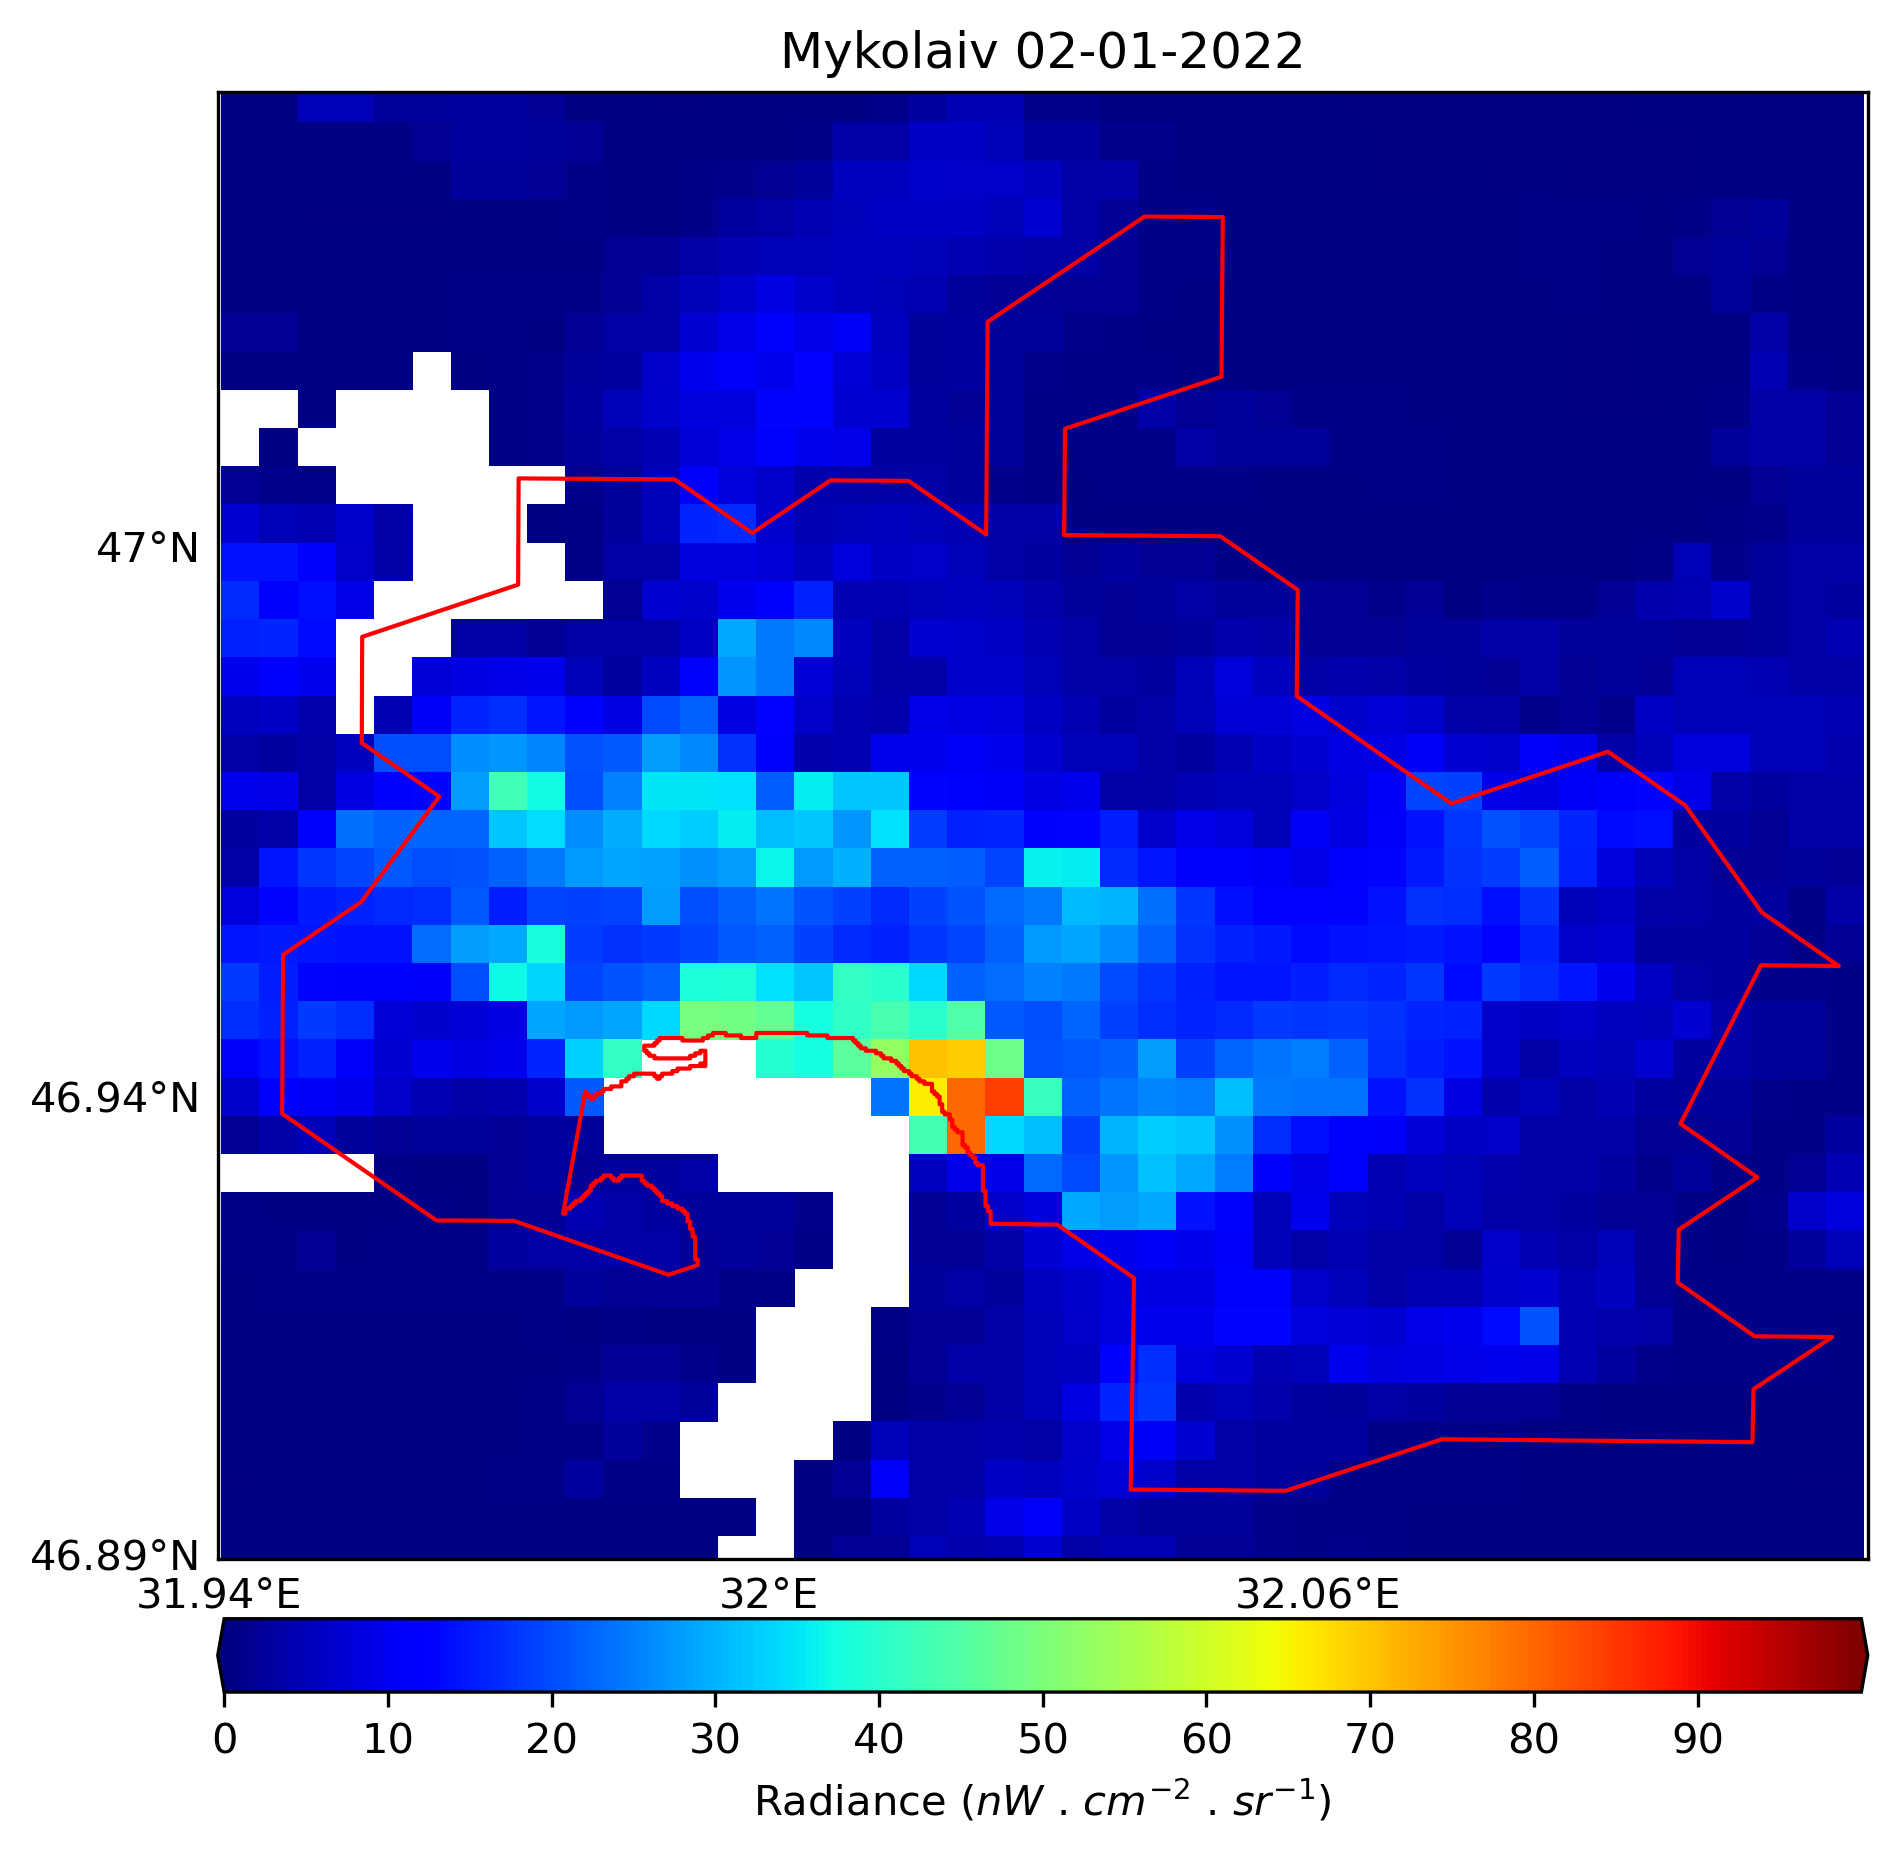 Mykolaiv 02-01-2022
47°N
46.94°N
46.89°N
31.94°E 32°E 32.06°E
0 10 20 30 40 50 60 70 80 90
Radiance (nW . cm⁻² . sr⁻¹)